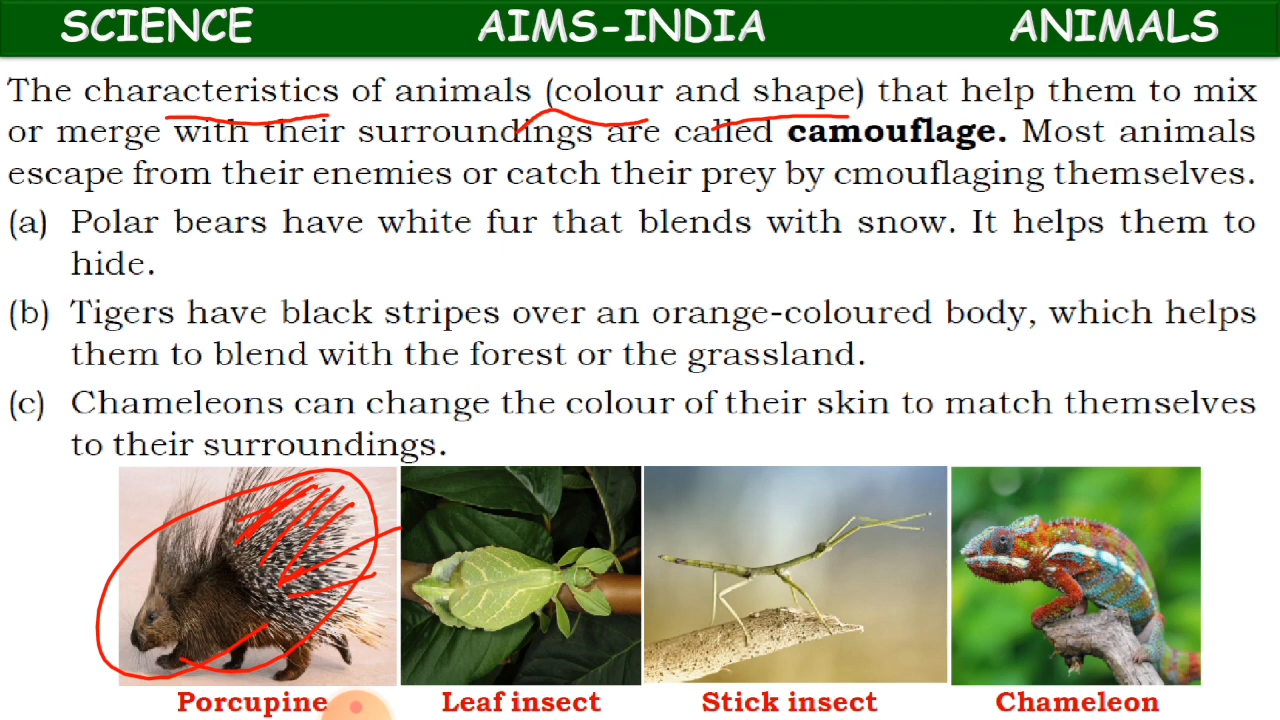 SCIENCE AIMS-INDIA ANIMALS
The characteristics of animals (colour and shape) that help them to mix
or merge with their surroundings are called camouflage. Most animals
escape from their enemies or catch their prey by cmouflaging themselves.
(a) Polar bears have white fur that blends with snow. It helps them to
hide.
(b) Tigers have black stripes over an orange-coloured body, which helps
them to blend with the forest or the grassland.
(c) Chameleons can change the colour of their skin to match themselves
to their surroundings.
Porcupine Leaf insect Stick insect Chameleon